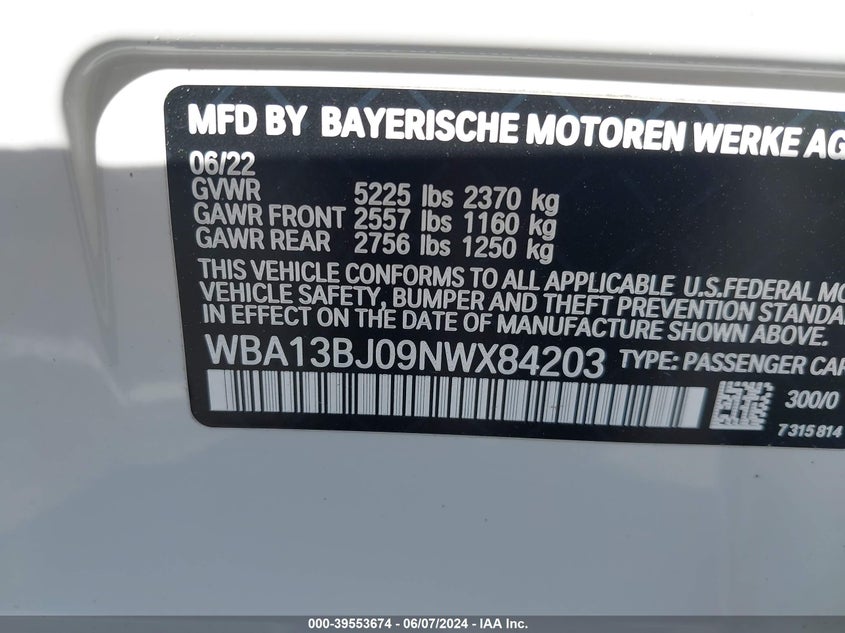 MFD BY BAYERISCHE MOTOREN WERKE AG
06/22
GVWR 5225 lbs 2370 kg
GAWR FRONT 2557 lbs 1160 kg
GAWR REAR 2756 lbs 1250 kg
THIS VEHICLE CONFORMS TO ALL APPLICABLE U.S.FEDERAL MO
VEHICLE SAFETY, BUMPER AND THEFT PREVENTION STANDA
IN EFFECT ON THE DATE OF MANUFACTURE SHOWN ABOVE.
WBA13BJ09NWX84203 TYPE: PASSENGER CAR
300/0
7315814
000-39553674 - 06/07/2024 - IAA Inc.